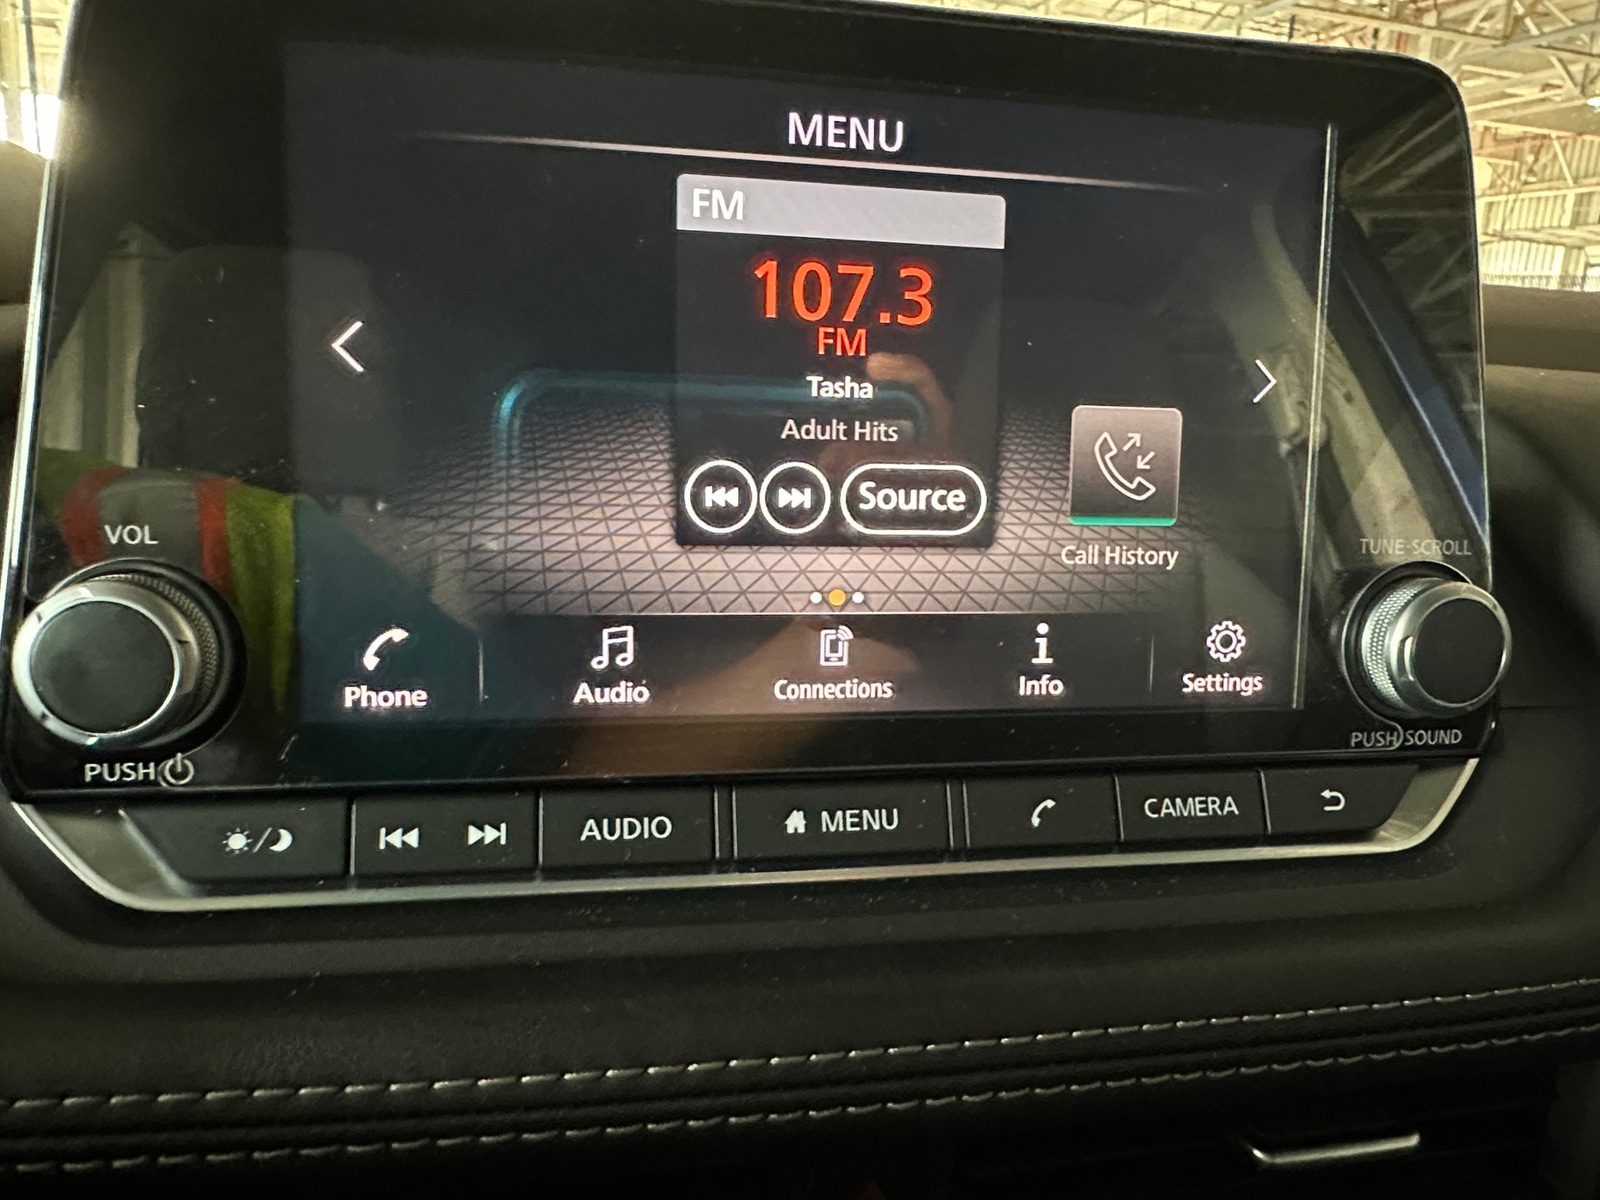 MENU
FM
107.3
FM
Tasha
Adult Hits
Source
Call History
VOL
TUNE·SCROLL
Phone
Audio
Connections
Info
Settings
PUSH
PUSH SOUND
AUDIO
MENU
CAMERA